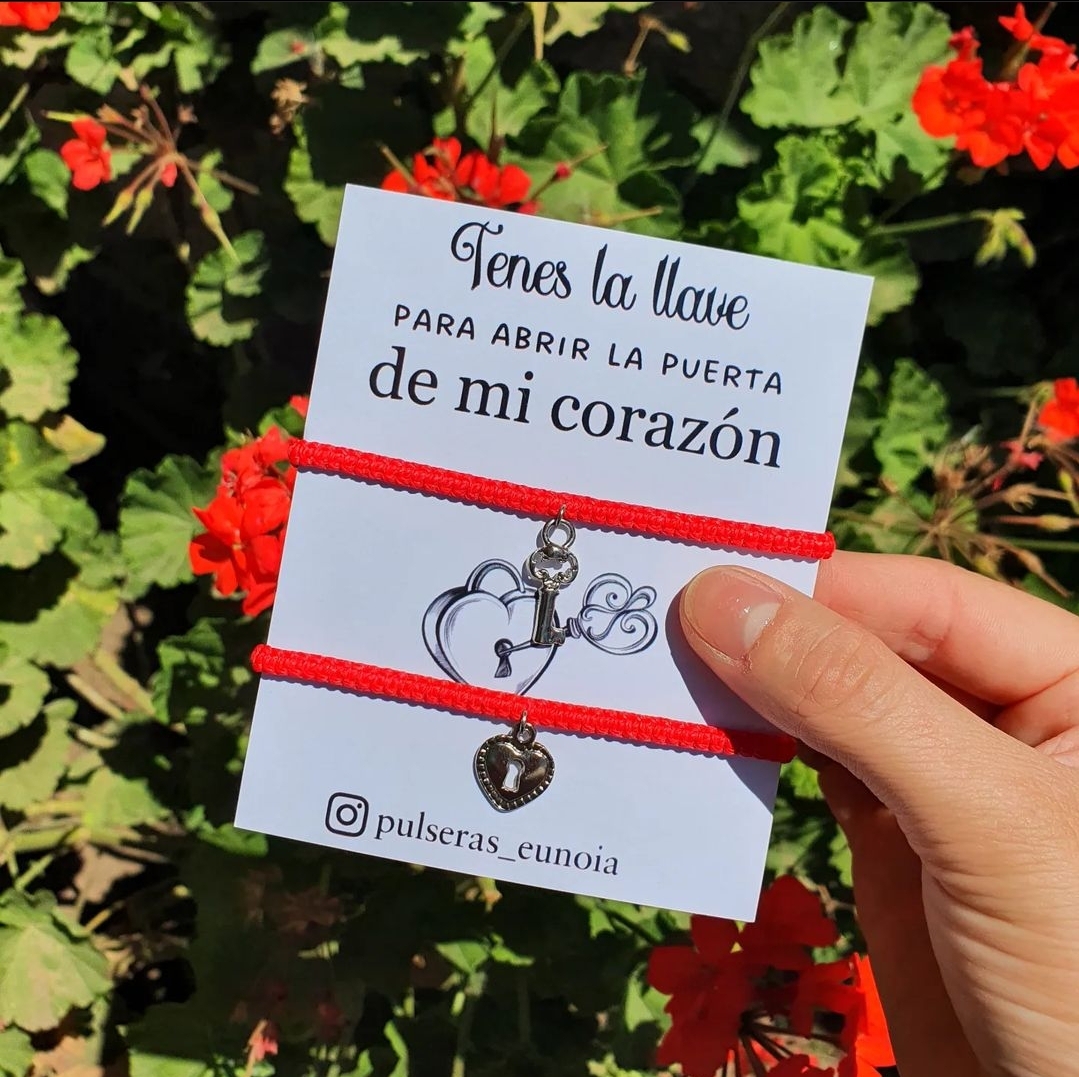 Tenes la llave
PARA ABRIR LA PUERTA
de mi corazón
pulseras_eunoia